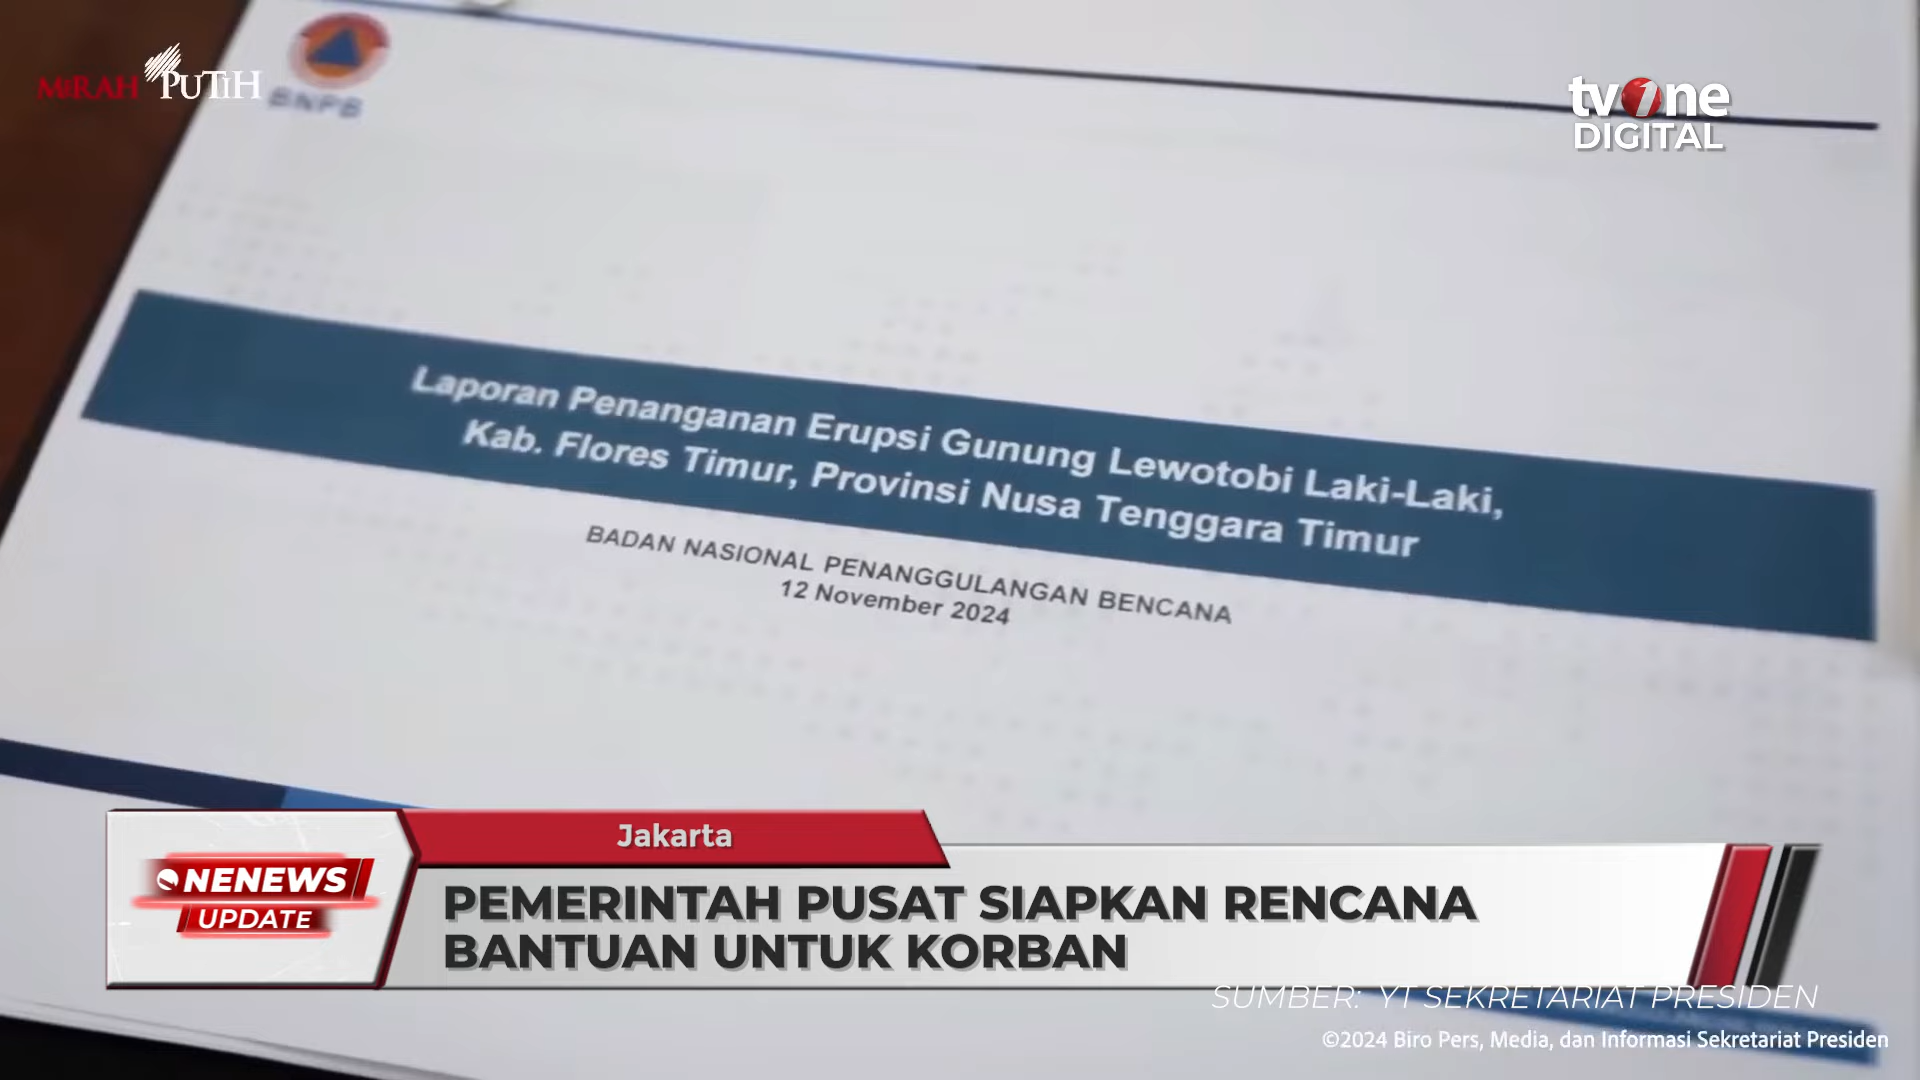 MiRAH PUTiH
BNPB
tvOne
DIGITAL
Laporan Penanganan Erupsi Gunung Lewotobi Laki-Laki,
Kab. Flores Timur, Provinsi Nusa Tenggara Timur
BADAN NASIONAL PENANGGULANGAN BENCANA
12 November 2024
Jakarta
ONENEWS
UPDATE
PEMERINTAH PUSAT SIAPKAN RENCANA
BANTUAN UNTUK KORBAN
SUMBER: YT SEKRETARIAT PRESIDEN
©2024 Biro Pers, Media, dan Informasi Sekretariat Presiden